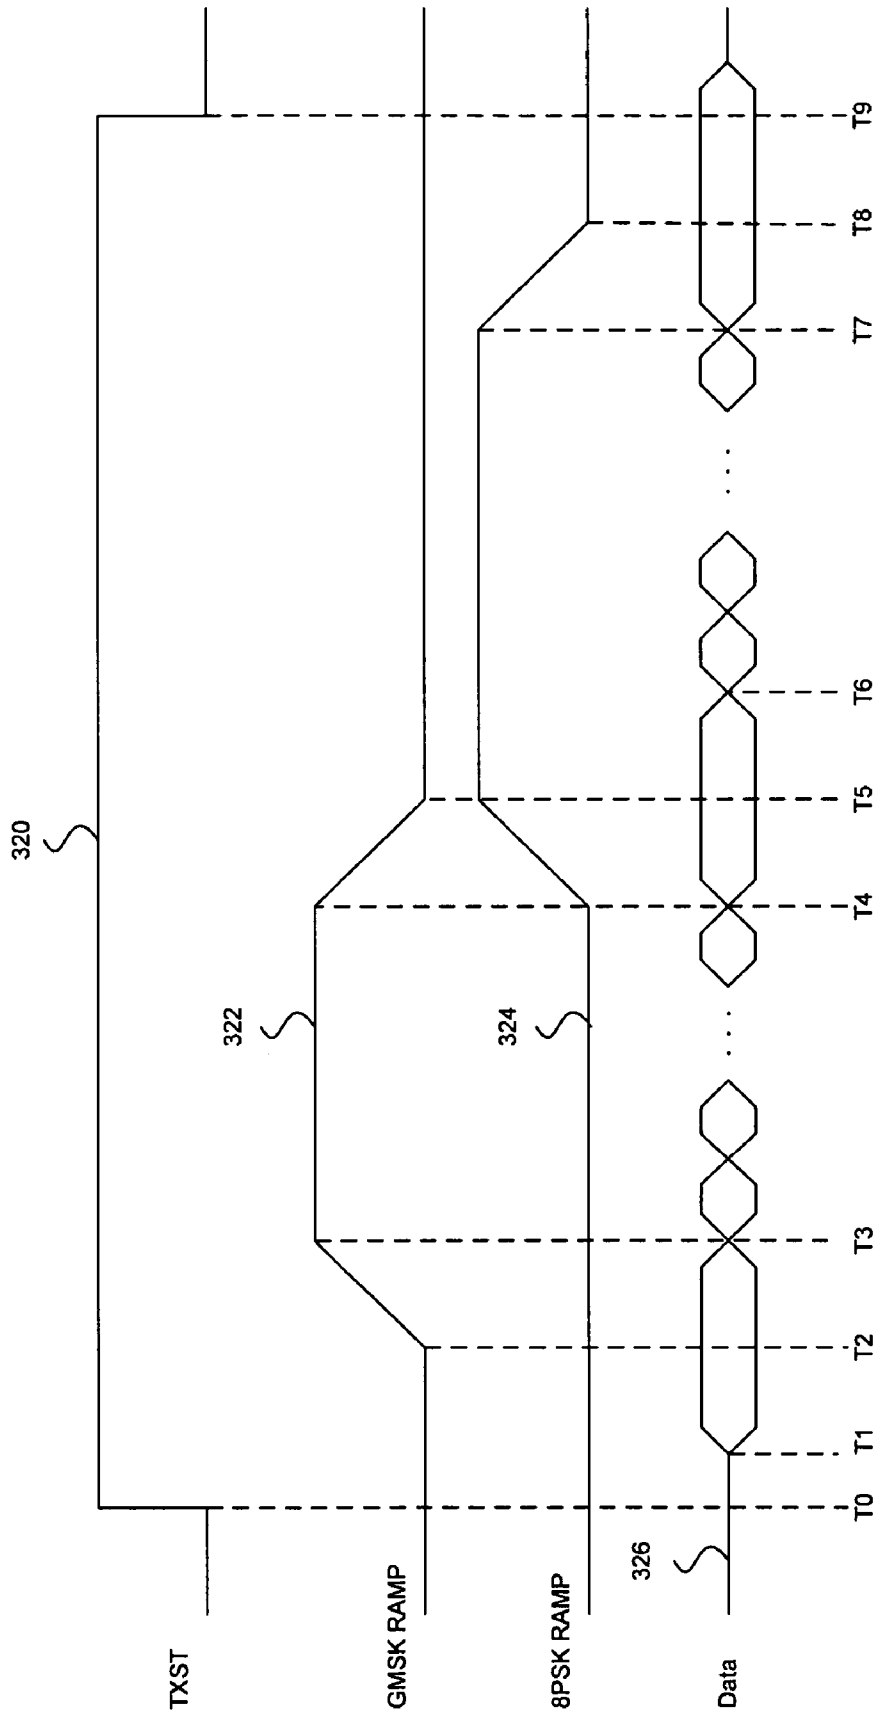 TXST
320
GMSK RAMP
322
8PSK RAMP
324
Data
326
. . .
. . .
T0
T1
T2
T3
T4
T5
T6
T7
T8
T9